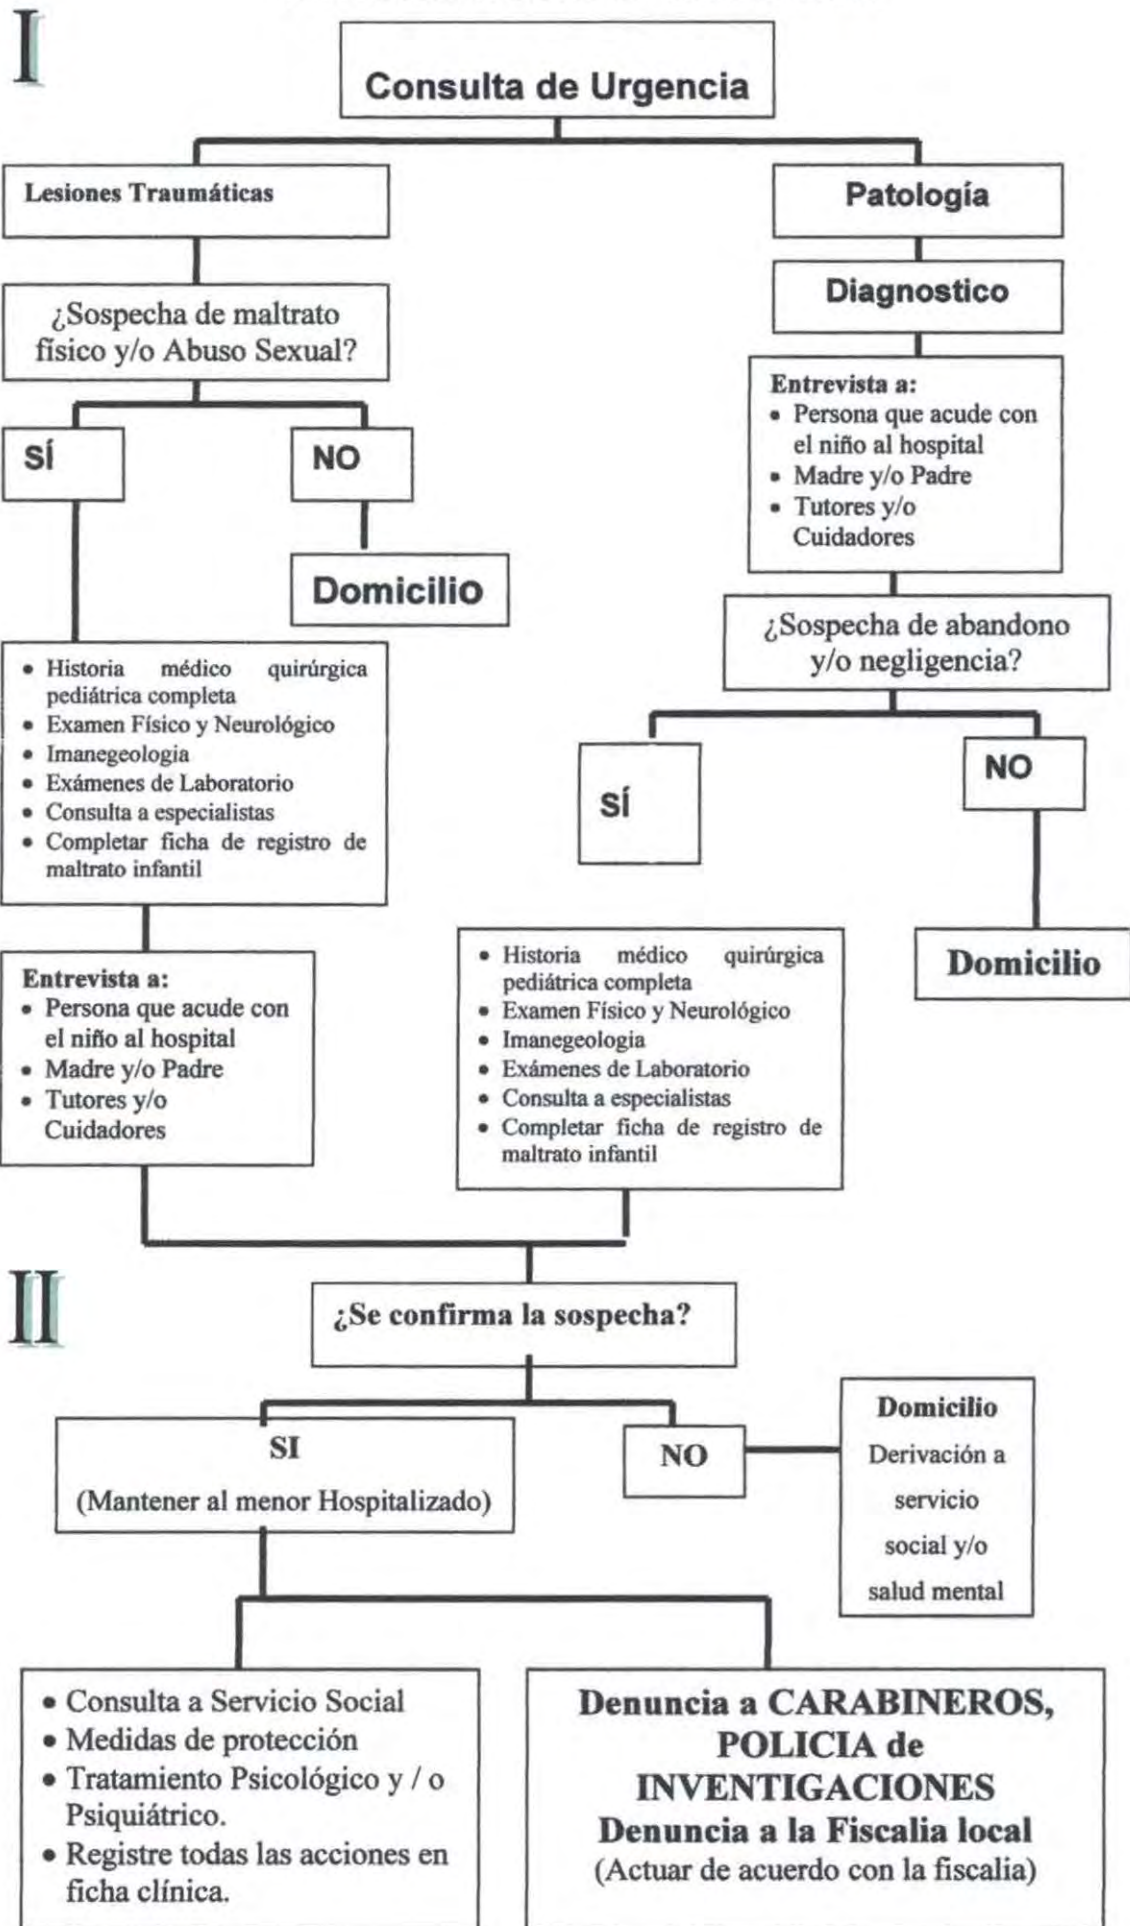 I
Consulta de Urgencia
Lesiones Traumáticas
Patología
¿Sospecha de maltrato
físico y/o Abuso Sexual?
Diagnostico
Entrevista a:
• Persona que acude con
el niño al hospital
• Madre y/o Padre
• Tutores y/o
Cuidadores
SÍ
NO
Domicilio
¿Sospecha de abandono
y/o negligencia?
• Historia médico quirúrgica
pediátrica completa
• Examen Físico y Neurológico
• Imanegeologia
• Exámenes de Laboratorio
• Consulta a especialistas
• Completar ficha de registro de
maltrato infantil
SÍ
NO
Domicilio
Entrevista a:
• Persona que acude con
el niño al hospital
• Madre y/o Padre
• Tutores y/o
Cuidadores
• Historia médico quirúrgica
pediátrica completa
• Examen Físico y Neurológico
• Imanegeologia
• Exámenes de Laboratorio
• Consulta a especialistas
• Completar ficha de registro de
maltrato infantil
II
¿Se confirma la sospecha?
SI
(Mantener al menor Hospitalizado)
NO
Domicilio
Derivación a
servicio
social y/o
salud mental
• Consulta a Servicio Social
• Medidas de protección
• Tratamiento Psicológico y / o
Psiquiátrico.
• Registre todas las acciones en
ficha clínica.
Denuncia a CARABINEROS,
POLICIA de
INVENTIGACIONES
Denuncia a la Fiscalia local
(Actuar de acuerdo con la fiscalia)